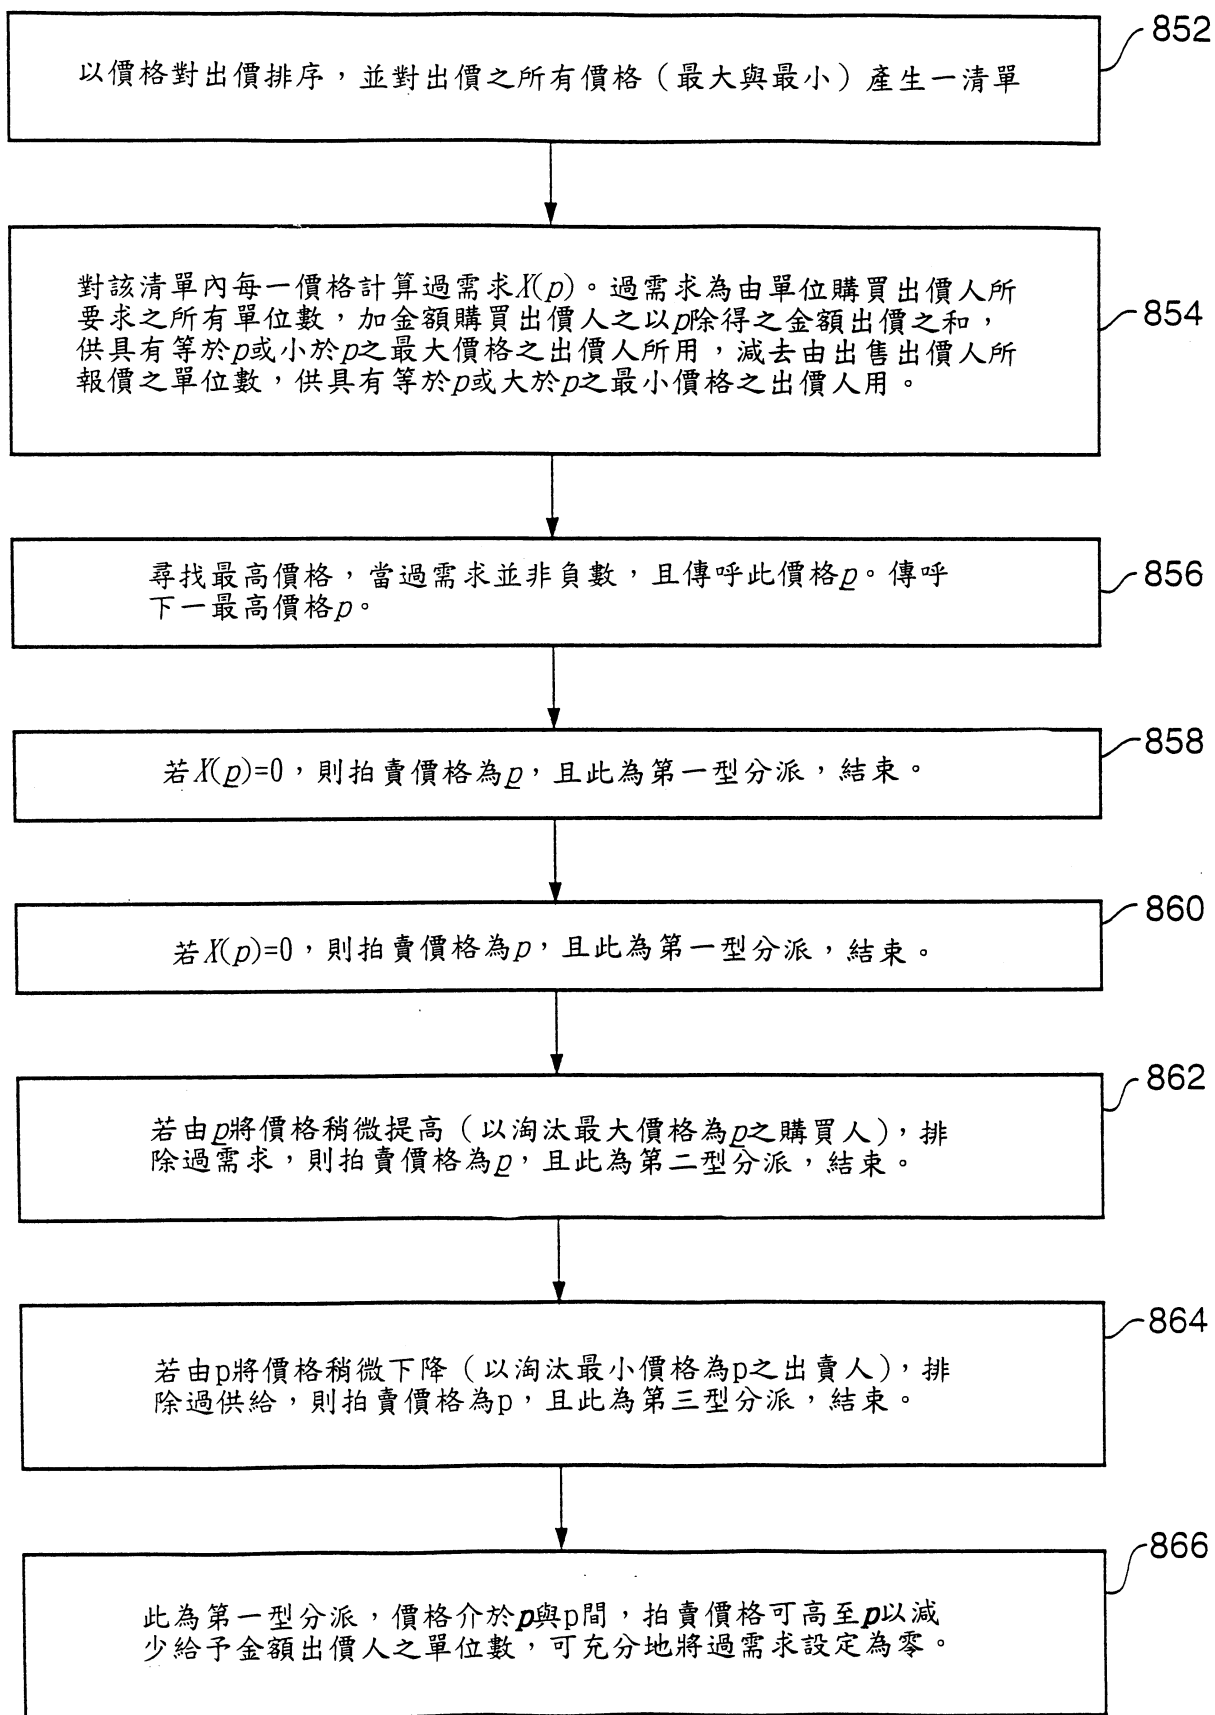 852
以價格對出價排序，並對出價之所有價格（最大與最小）產生一清單
854
對該清單內每一價格計算過需求X(p)。過需求為由單位購買出價人所
要求之所有單位數，加金額購買出價人之以p除得之金額出價之和，
供具有等於p或小於p之最大價格之出價人所用，減去由出售出價人所
報價之單位數，供具有等於p或大於p之最小價格之出價人用。
856
尋找最高價格，當過需求並非負數，且傳呼此價格p̲。傳呼
下一最高價格p。
858
若X(p̲)=0，則拍賣價格為p̲，且此為第一型分派，結束。
860
若X(p)=0，則拍賣價格為p，且此為第一型分派，結束。
862
若由p̲將價格稍微提高（以淘汰最大價格為p̲之購買人），排
除過需求，則拍賣價格為p̲，且此為第二型分派，結束。
864
若由p將價格稍微下降（以淘汰最小價格為p之出賣人），排
除過供給，則拍賣價格為p，且此為第三型分派，結束。
866
此為第一型分派，價格介於p與p間，拍賣價格可高至p以減
少給予金額出價人之單位數，可充分地將過需求設定為零。